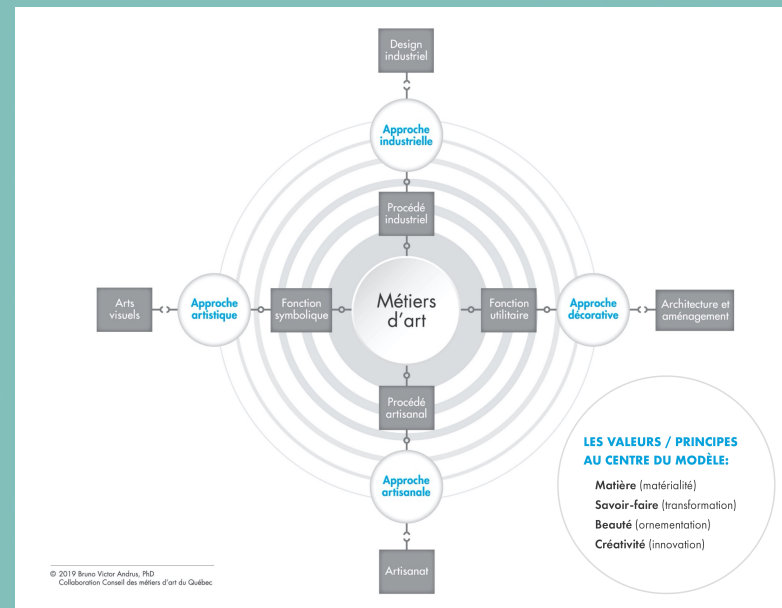 Design
industriel
Approche
industrielle
Procédé
industriel
Arts
visuels
Approche
artistique
Fonction
symbolique
Métiers
d'art
Fonction
utilitaire
Approche
décorative
Architecture et
aménagement
Procédé
artisanal
Approche
artisanale
Artisanat
LES VALEURS / PRINCIPES
AU CENTRE DU MODÈLE:
Matière (matérialité)
Savoir-faire (transformation)
Beauté (ornementation)
Créativité (innovation)
© 2019 Bruno Victor Andrus, PhD
Collaboration Conseil des métiers d'art du Québec